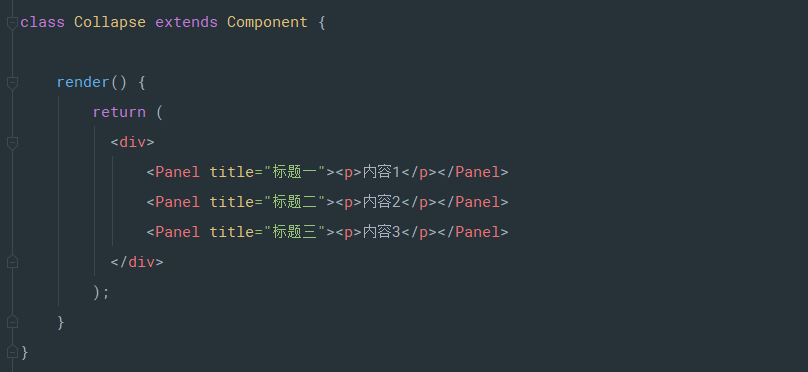 class Collapse extends Component {
render() {
return (
<div>
<Panel title="标题一"><p>内容1</p></Panel>
<Panel title="标题二"><p>内容2</p></Panel>
<Panel title="标题三"><p>内容3</p></Panel>
</div>
);
}
}